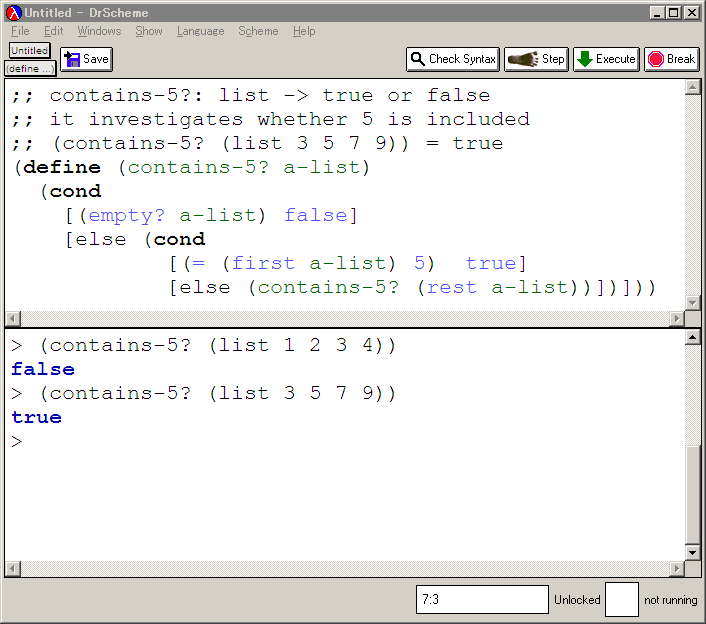 Untitled - DrScheme
File Edit Windows Show Language Scheme Help
Untitled
(define ...)
Save
Check Syntax
Step
Execute
Break
;; contains-5?: list -> true or false
;; it investigates whether 5 is included
;; (contains-5? (list 3 5 7 9)) = true
(define (contains-5? a-list)
  (cond
    [(empty? a-list) false]
    [else (cond
            [(= (first a-list) 5)  true]
            [else (contains-5? (rest a-list))])]))
> (contains-5? (list 1 2 3 4))
false
> (contains-5? (list 3 5 7 9))
true
>
7:3
Unlocked
not running